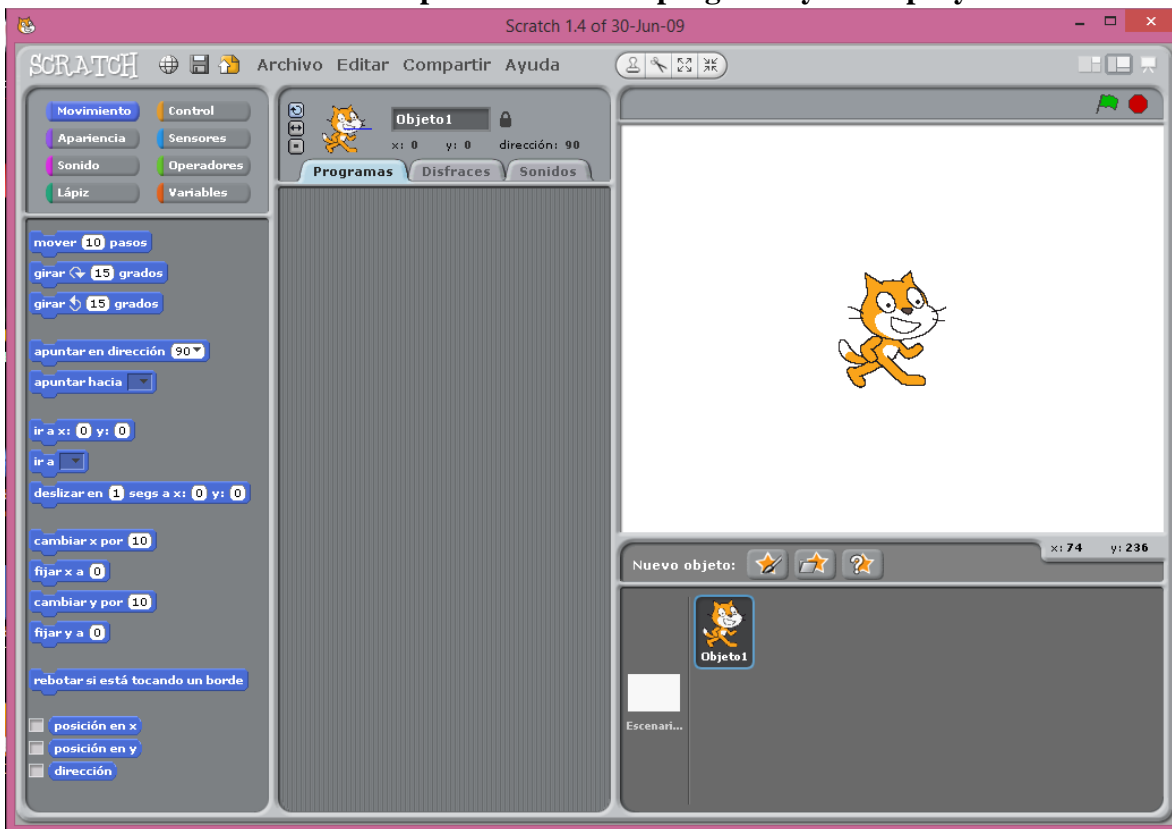 Scratch 1.4 of 30-Jun-09
SCRATCH Archivo Editar Compartir Ayuda
Movimiento Control
Apariencia Sensores
Sonido Operadores
Lápiz Variables
Objeto1
x: 0 y: 0 dirección: 90
Programas Disfraces Sonidos
mover 10 pasos
girar 15 grados
girar 15 grados
apuntar en dirección 90
apuntar hacia
ir a x: 0 y: 0
ir a
deslizar en 1 segs a x: 0 y: 0
cambiar x por 10
fijar x a 0
cambiar y por 10
fijar y a 0
rebotar si está tocando un borde
posición en x
posición en y
dirección
x: 74 y: 236
Nuevo objeto:
Objeto1
Escenari...